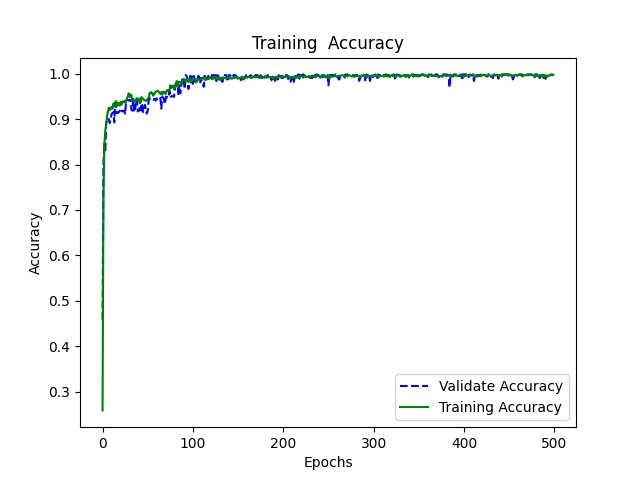 Training  Accuracy
1.0
0.9
0.8
0.7
0.6
0.5
0.4
0.3
Accuracy
Validate Accuracy
Training Accuracy
0 100 200 300 400 500
Epochs